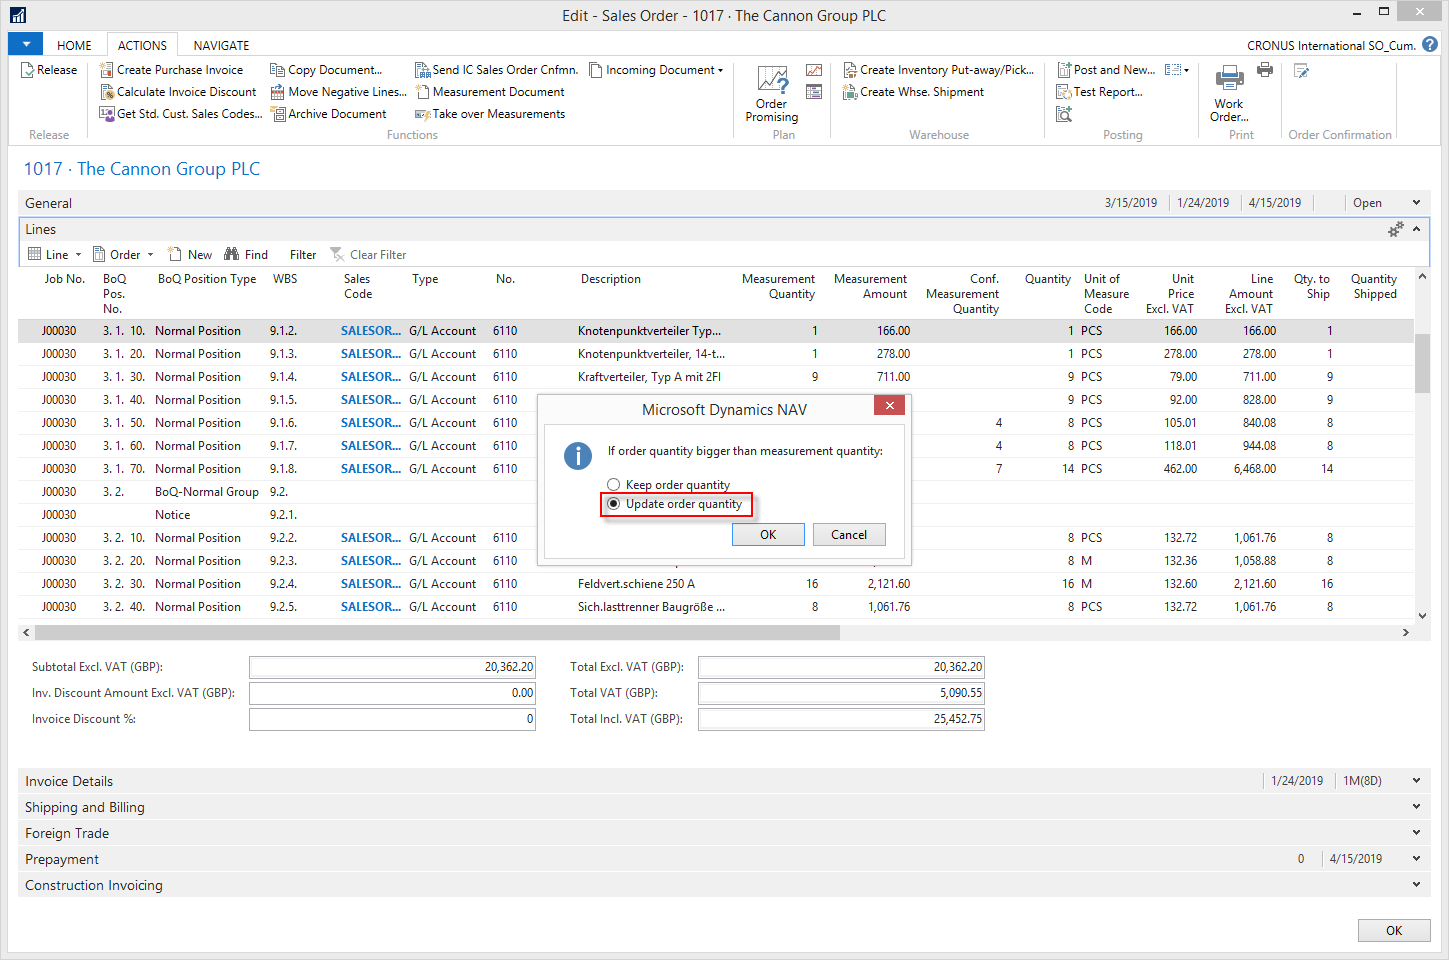 Edit - Sales Order - 1017 · The Cannon Group PLC
HOME ACTIONS NAVIGATE CRONUS International SO_Cum. ?
Release
Release
Create Purchase Invoice
Calculate Invoice Discount
Get Std. Cust. Sales Codes...
Copy Document...
Move Negative Lines...
Archive Document
Send IC Sales Order Cnfmn.
Measurement Document
Take over Measurements
Incoming Document
Functions
Order Promising
Plan
Create Inventory Put-away/Pick...
Create Whse. Shipment
Warehouse
Post and New...
Test Report...
Posting
Work Order...
Print
Order Confirmation
1017 · The Cannon Group PLC
General 3/15/2019 1/24/2019 4/15/2019 Open
Lines
Line Order New Find Filter Clear Filter
Job No. BoQ Pos. No. BoQ Position Type WBS Sales Code Type No. Description Measurement Quantity Measurement Amount Conf. Measurement Quantity Quantity Unit of Measure Code Unit Price Excl. VAT Line Amount Excl. VAT Qty. to Ship Quantity Shipped
J00030 3. 1. 10. Normal Position 9.1.2. SALESOR... G/L Account 6110 Knotenpunktverteiler Typ... 1 166.00 1 PCS 166.00 166.00 1
J00030 3. 1. 20. Normal Position 9.1.3. SALESOR... G/L Account 6110 Knotenpunktverteiler, 14-t... 1 278.00 1 PCS 278.00 278.00 1
J00030 3. 1. 30. Normal Position 9.1.4. SALESOR... G/L Account 6110 Kraftverteiler, Typ A mit 2Fl 9 711.00 9 PCS 79.00 711.00 9
J00030 3. 1. 40. Normal Position 9.1.5. SALESOR... G/L Account 6110 9 PCS 92.00 828.00 9
J00030 3. 1. 50. Normal Position 9.1.6. SALESOR... G/L Account 6110 4 8 PCS 105.01 840.08 8
J00030 3. 1. 60. Normal Position 9.1.7. SALESOR... G/L Account 6110 4 8 PCS 118.01 944.08 8
J00030 3. 1. 70. Normal Position 9.1.8. SALESOR... G/L Account 6110 7 14 PCS 462.00 6,468.00 14
J00030 3. 2. BoQ-Normal Group 9.2.
J00030 Notice 9.2.1.
J00030 3. 2. 10. Normal Position 9.2.2. SALESOR... G/L Account 6110 8 PCS 132.72 1,061.76 8
J00030 3. 2. 20. Normal Position 9.2.3. SALESOR... G/L Account 6110 8 M 132.36 1,058.88 8
J00030 3. 2. 30. Normal Position 9.2.4. SALESOR... G/L Account 6110 Feldvert.schiene 250 A 16 2,121.60 16 M 132.60 2,121.60 16
J00030 3. 2. 40. Normal Position 9.2.5. SALESOR... G/L Account 6110 Sich.lasttrenner Baugröße ... 8 1,061.76 8 PCS 132.72 1,061.76 8
Microsoft Dynamics NAV
If order quantity bigger than measurement quantity:
Keep order quantity
Update order quantity
OK Cancel
Subtotal Excl. VAT (GBP): 20,362.20 Total Excl. VAT (GBP): 20,362.20
Inv. Discount Amount Excl. VAT (GBP): 0.00 Total VAT (GBP): 5,090.55
Invoice Discount %: 0 Total Incl. VAT (GBP): 25,452.75
Invoice Details 1/24/2019 1M(8D)
Shipping and Billing
Foreign Trade
Prepayment 0 4/15/2019
Construction Invoicing
OK